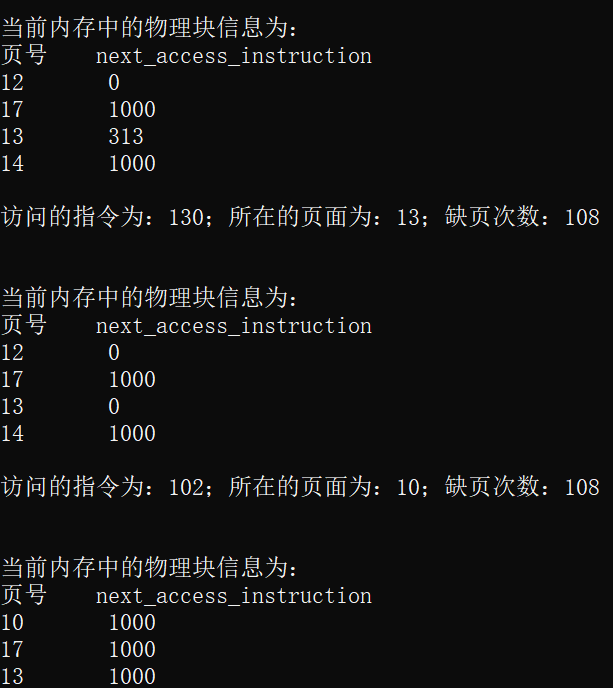 当前内存中的物理块信息为：
页号 next_access_instruction
12 0
17 1000
13 313
14 1000
访问的指令为：130；所在的页面为：13；缺页次数：108
当前内存中的物理块信息为：
页号 next_access_instruction
12 0
17 1000
13 0
14 1000
访问的指令为：102；所在的页面为：10；缺页次数：108
当前内存中的物理块信息为：
页号 next_access_instruction
10 1000
17 1000
13 1000